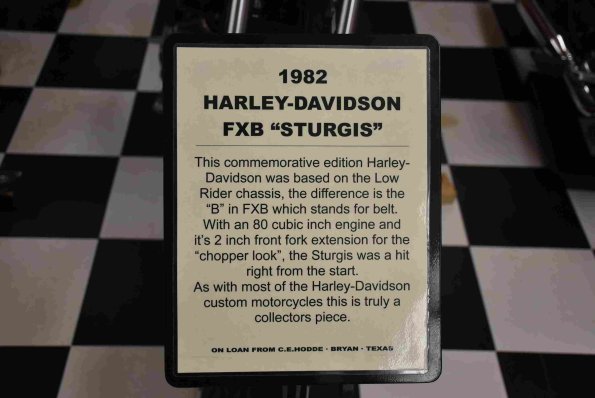 1982
HARLEY-DAVIDSON
FXB “STURGIS”
This commemorative edition Harley-
Davidson was based on the Low
Rider chassis, the difference is the
“B” in FXB which stands for belt.
With an 80 cubic inch engine and
it’s 2 inch front fork extension for the
“chopper look”, the Sturgis was a hit
right from the start.
As with most of the Harley-Davidson
custom motorcycles this is truly a
collectors piece.
ON LOAN FROM C.E.HODDE · BRYAN · TEXAS